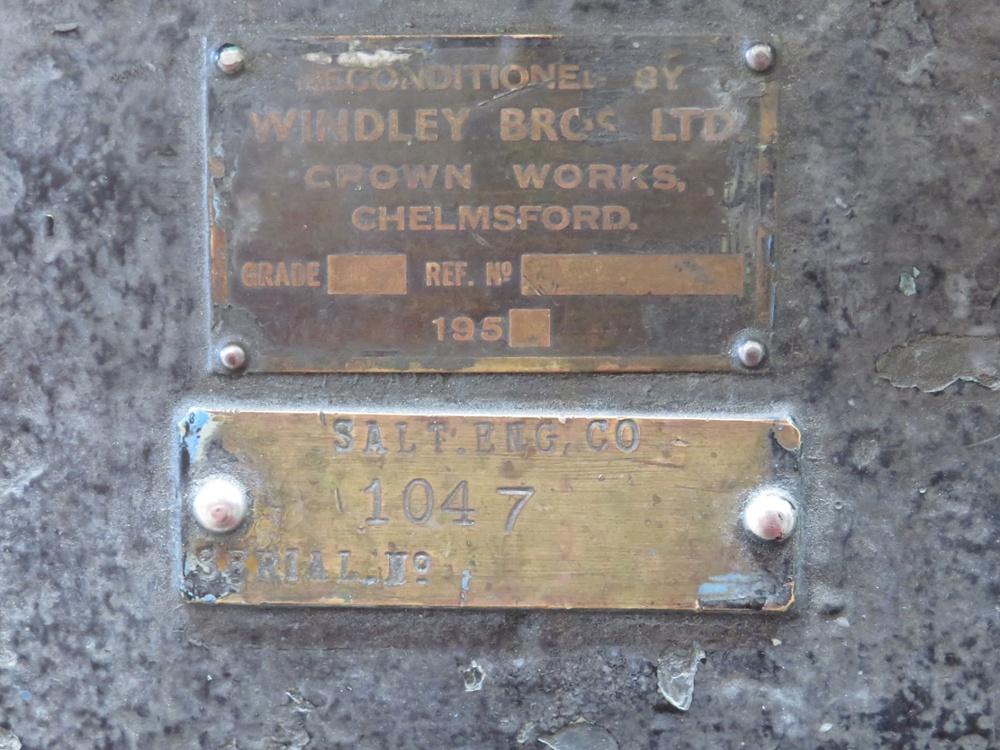 RECONDITIONED BY
WINDLEY BROS LTD
CROWN WORKS,
CHELMSFORD.
GRADE REF. Nº
195
SALT. ENG. CO
1047
SERIAL. Nº